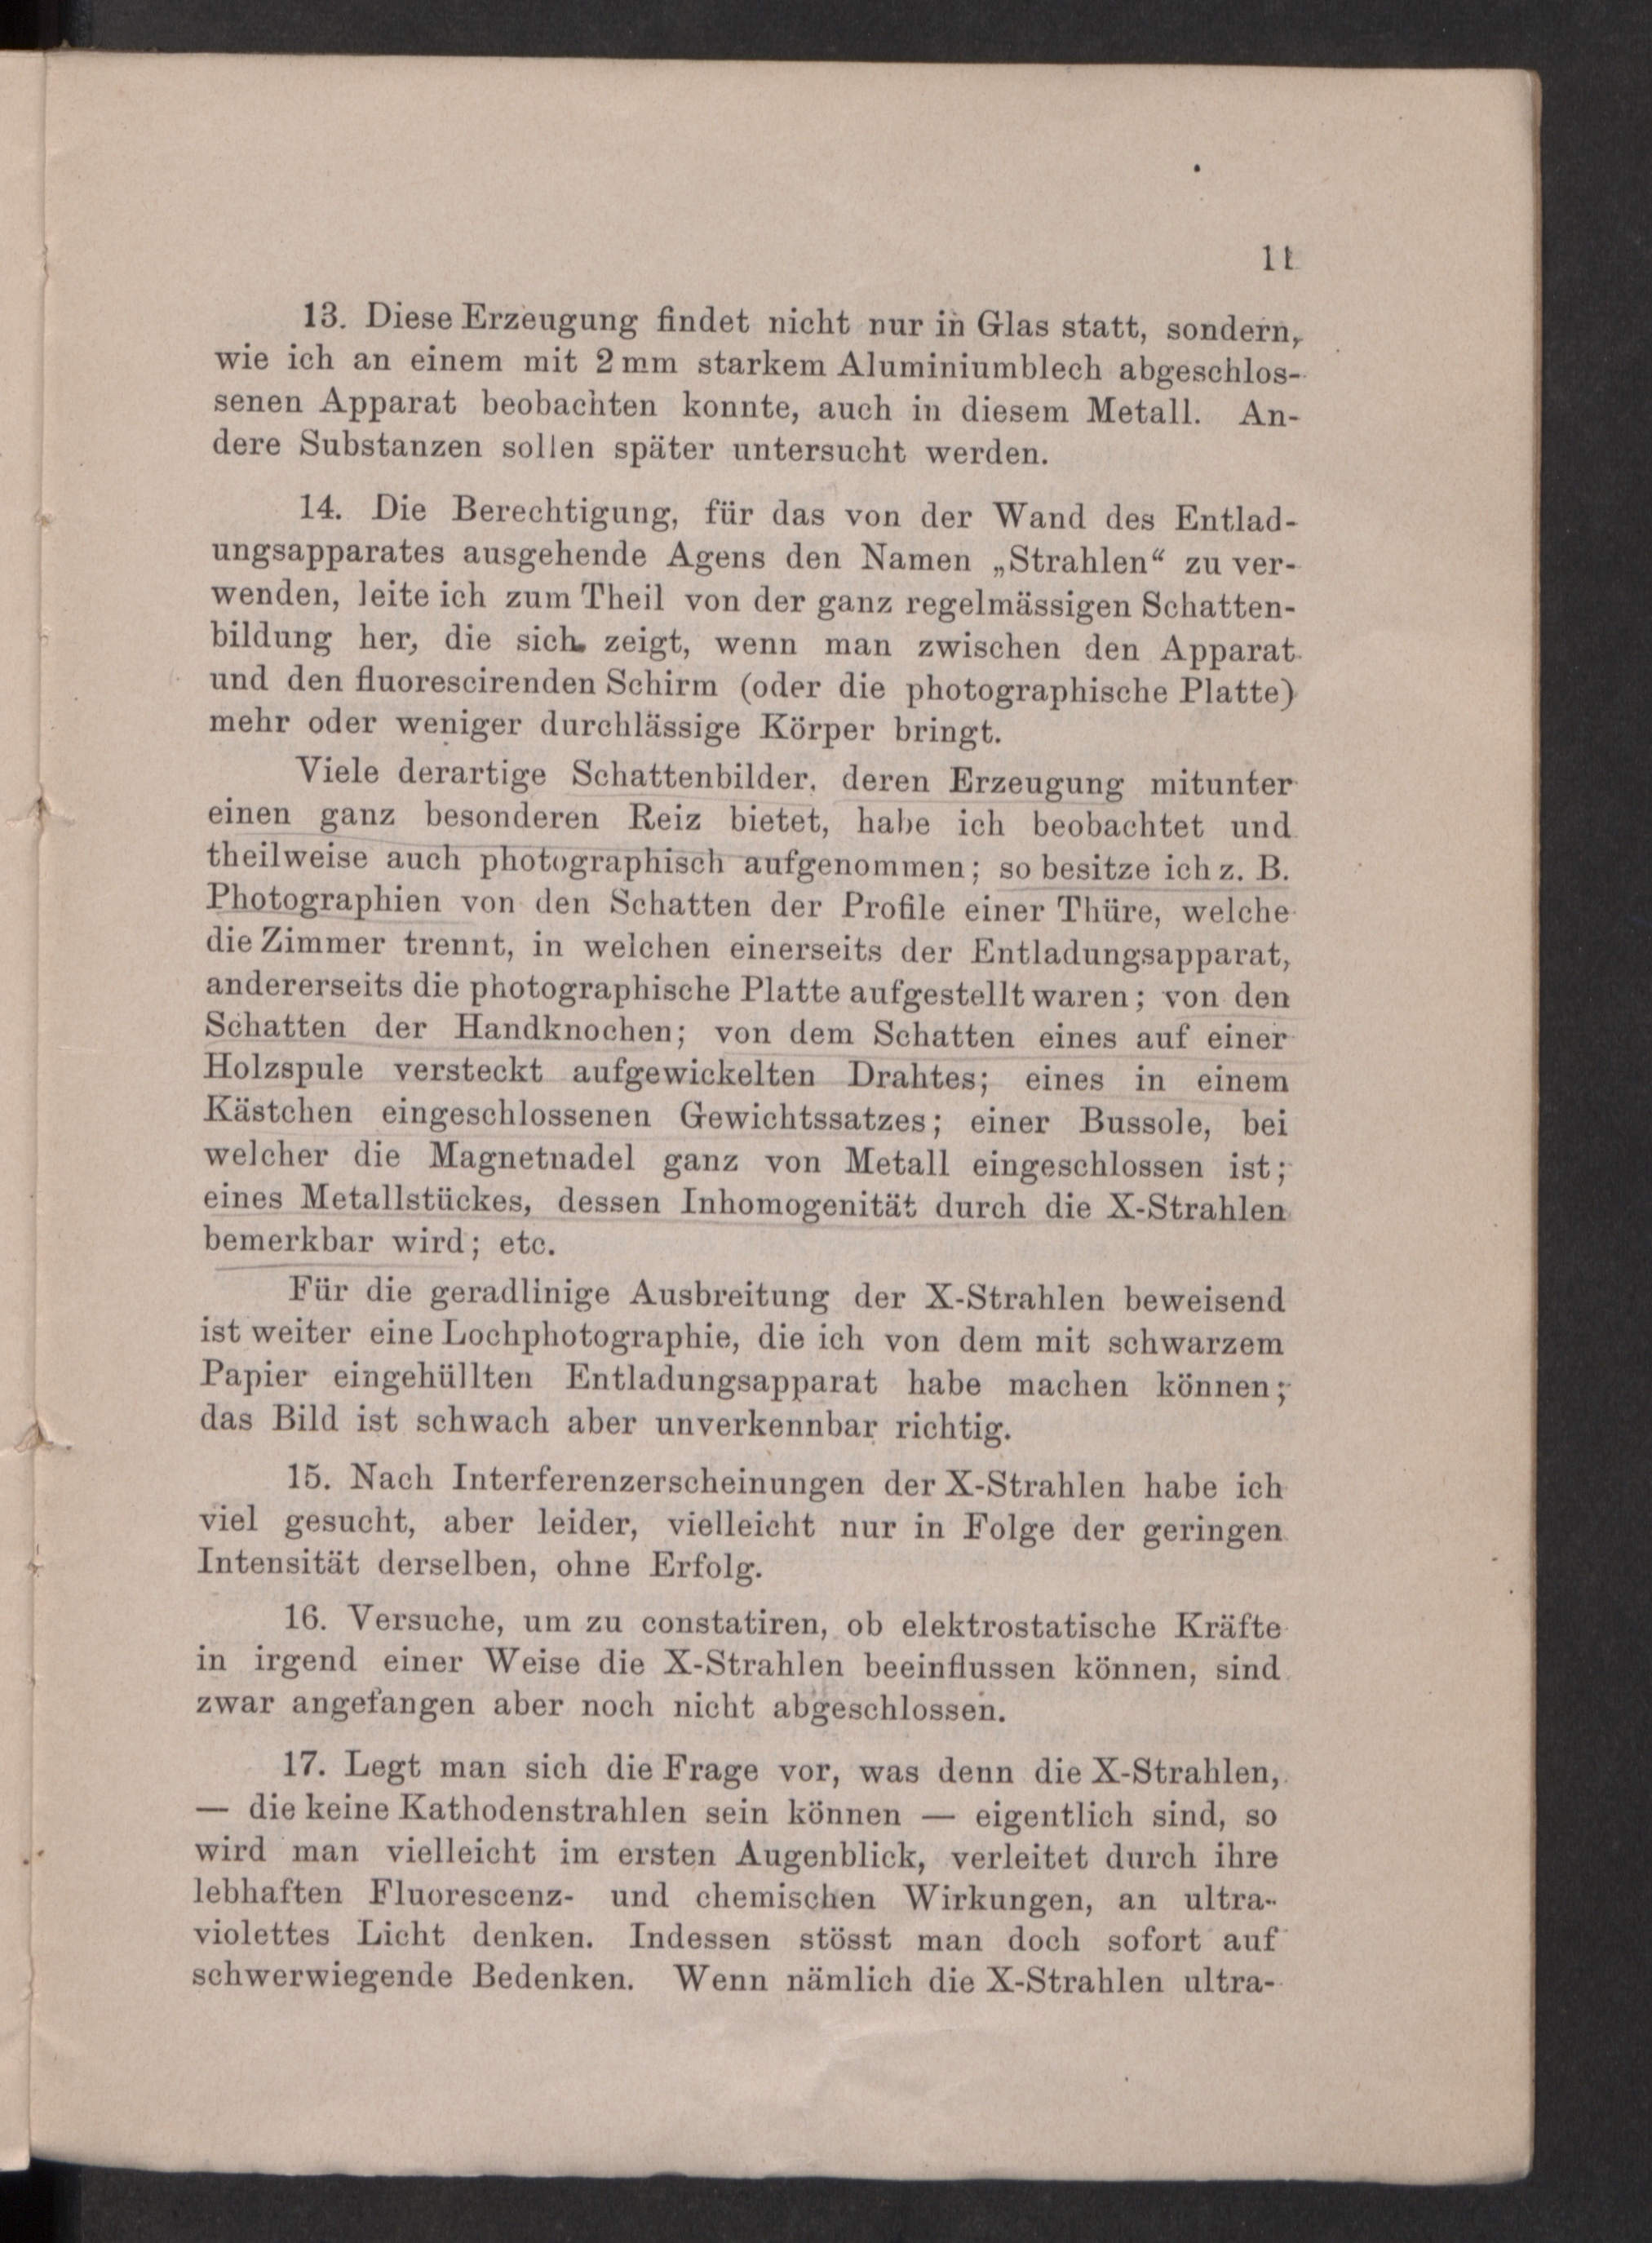 11
13. Diese Erzeugung findet nicht nur in Glas statt, sondern,
wie ich an einem mit 2 mm starkem Aluminiumblech abgeschlos-
senen Apparat beobachten konnte, auch in diesem Metall. An-
dere Substanzen sollen später untersucht werden.
14. Die Berechtigung, für das von der Wand des Entlad-
ungsapparates ausgehende Agens den Namen „Strahlen“ zu ver-
wenden, leite ich zum Theil von der ganz regelmässigen Schatten-
bildung her, die sich zeigt, wenn man zwischen den Apparat
und den fluorescirenden Schirm (oder die photographische Platte)
mehr oder weniger durchlässige Körper bringt.
Viele derartige Schattenbilder, deren Erzeugung mitunter
einen ganz besonderen Reiz bietet, habe ich beobachtet und
theilweise auch photographisch aufgenommen; so besitze ich z. B.
Photographien von den Schatten der Profile einer Thüre, welche
die Zimmer trennt, in welchen einerseits der Entladungsapparat,
andererseits die photographische Platte aufgestellt waren; von den
Schatten der Handknochen; von dem Schatten eines auf einer
Holzspule versteckt aufgewickelten Drahtes; eines in einem
Kästchen eingeschlossenen Gewichtssatzes; einer Bussole, bei
welcher die Magnetnadel ganz von Metall eingeschlossen ist;
eines Metallstückes, dessen Inhomogenität durch die X-Strahlen
bemerkbar wird; etc.
Für die geradlinige Ausbreitung der X-Strahlen beweisend
ist weiter eine Lochphotographie, die ich von dem mit schwarzem
Papier eingehüllten Entladungsapparat habe machen können;
das Bild ist schwach aber unverkennbar richtig.
15. Nach Interferenzerscheinungen der X-Strahlen habe ich
viel gesucht, aber leider, vielleicht nur in Folge der geringen
Intensität derselben, ohne Erfolg.
16. Versuche, um zu constatiren, ob elektrostatische Kräfte
in irgend einer Weise die X-Strahlen beeinflussen können, sind
zwar angefangen aber noch nicht abgeschlossen.
17. Legt man sich die Frage vor, was denn die X-Strahlen,
— die keine Kathodenstrahlen sein können — eigentlich sind, so
wird man vielleicht im ersten Augenblick, verleitet durch ihre
lebhaften Fluorescenz- und chemischen Wirkungen, an ultra-
violettes Licht denken. Indessen stösst man doch sofort auf
schwerwiegende Bedenken. Wenn nämlich die X-Strahlen ultra-